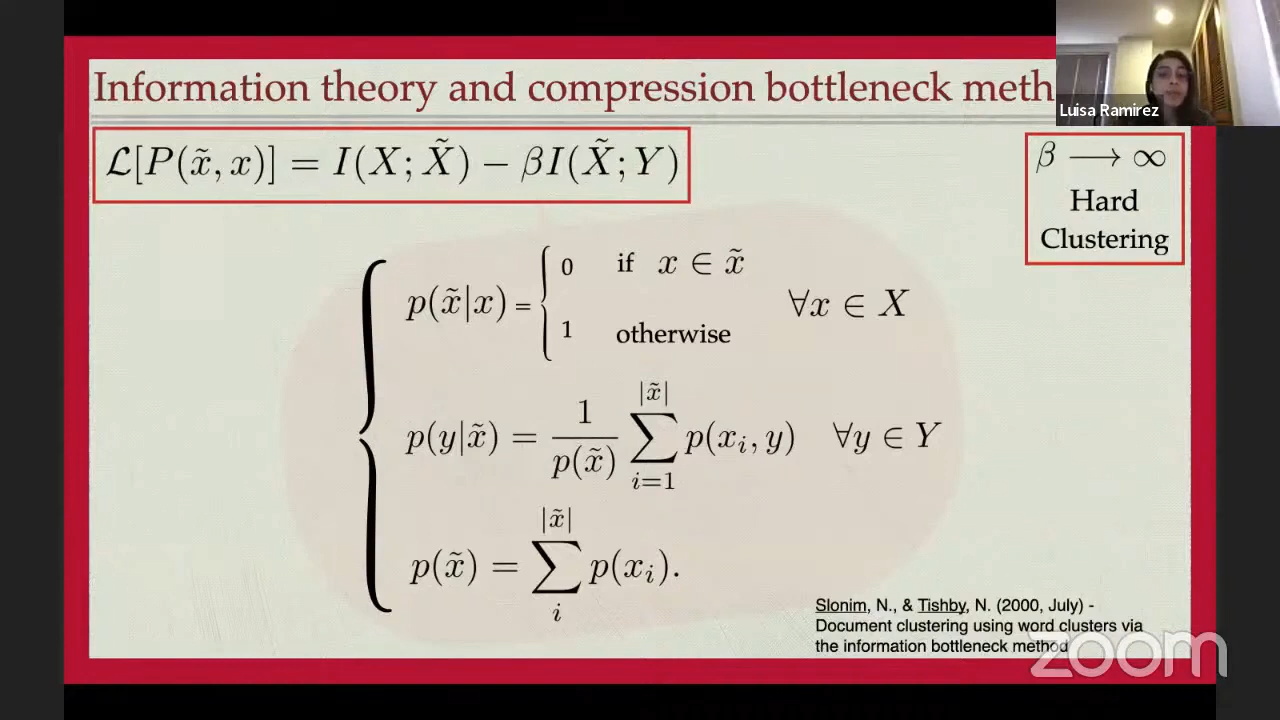 Information theory and compression bottleneck meth
Luisa Ramirez
ℒ[P(x̃, x)] = I(X; X̃) − βI(X̃; Y)
β ⟶ ∞
Hard
Clustering
p(x̃|x) = { 0 if x ∈ x̃
1 otherwise
∀x ∈ X
p(y|x̃) = 1/p(x̃) ∑_{i=1}^{|x̃|} p(x_i, y) ∀y ∈ Y
p(x̃) = ∑_{i}^{|x̃|} p(x_i).
Slonim, N., & Tishby, N. (2000, July) -
Document clustering using word clusters via
the information bottleneck method
zoom